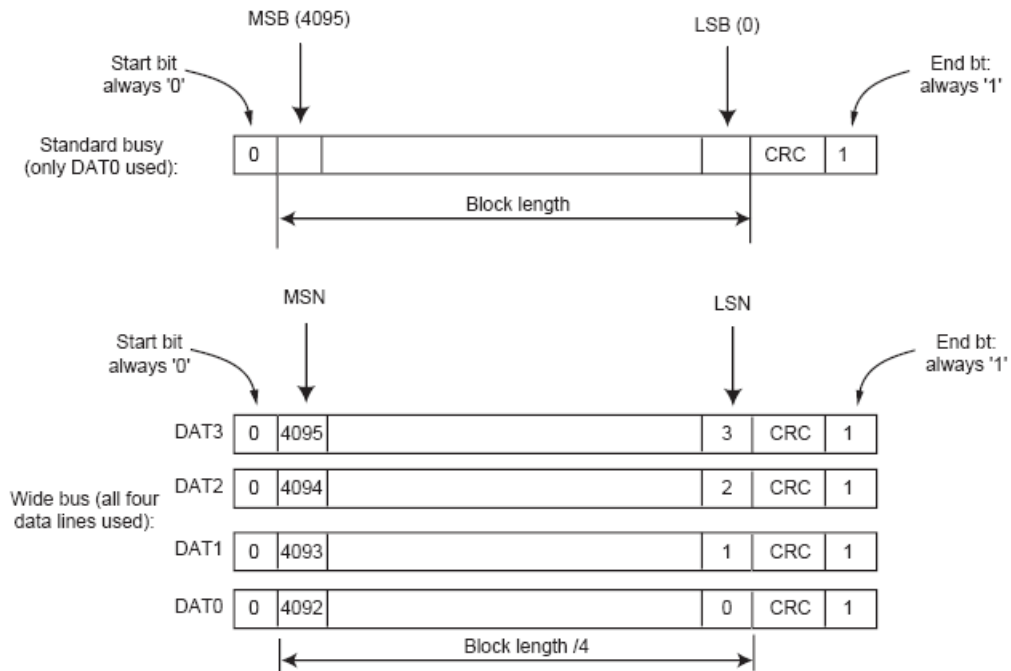 MSB (4095)
LSB (0)
Start bit
always '0'
End bt:
always '1'
Standard busy
(only DAT0 used):
0
CRC
1
Block length
MSN
LSN
Start bit
always '0'
End bt:
always '1'
DAT3 0 4095 3 CRC 1
DAT2 0 4094 2 CRC 1
Wide bus (all four
data lines used):
DAT1 0 4093 1 CRC 1
DAT0 0 4092 0 CRC 1
Block length /4